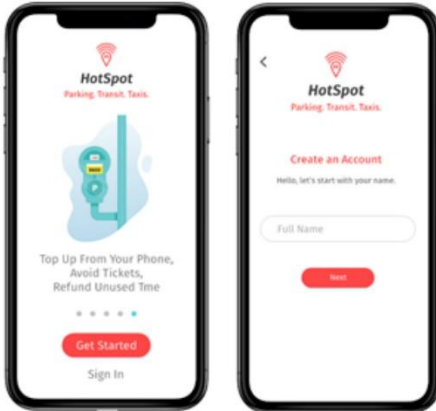 HotSpot
Parking. Transit. Taxis.
P
Top Up From Your Phone,
Avoid Tickets,
Refund Unused Tme
Get Started
Sign In
HotSpot
Parking. Transit. Taxis.
Create an Account
Hello, let's start with your name.
Full Name
Next